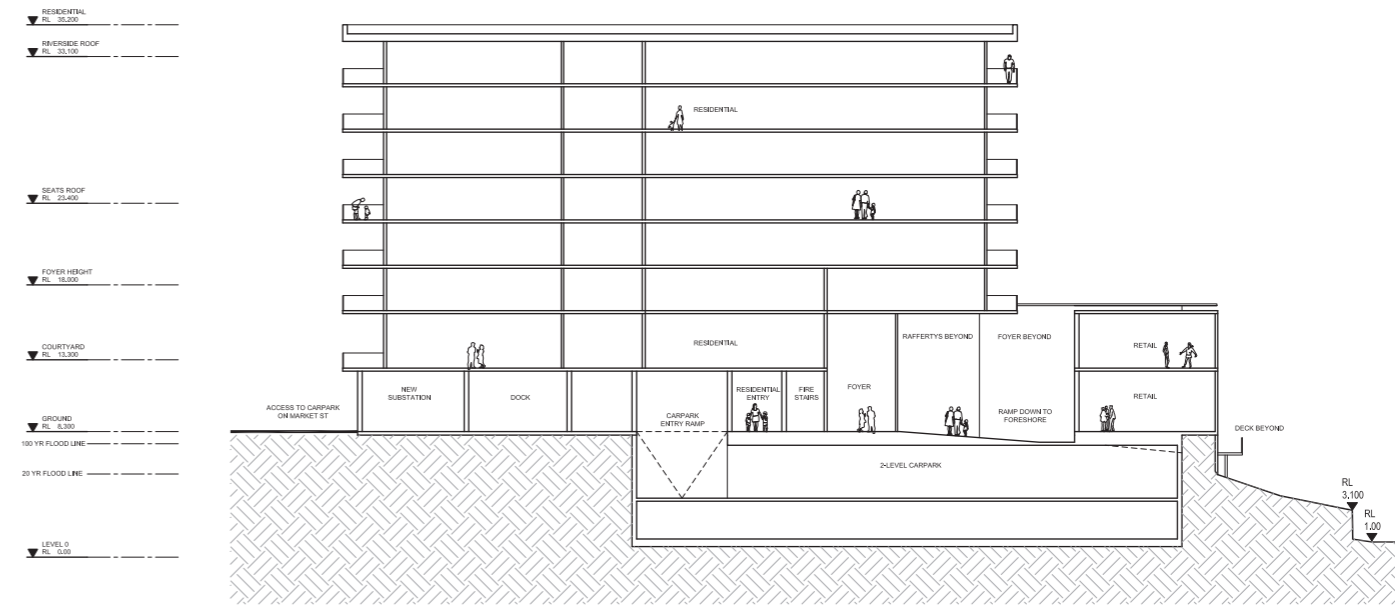 RESIDENTIAL
RL 35,200
RIVERSIDE ROOF
RL 33,100
SEATS ROOF
RL 23,400
FOYER HEIGHT
RL 18,000
COURTYARD
RL 13,300
GROUND
RL 8,300
100 YR FLOOD LINE
20 YR FLOOD LINE
LEVEL 0
RL 0.00
RESIDENTIAL
RESIDENTIAL
RAFFERTYS BEYOND
FOYER BEYOND
RETAIL
ACCESS TO CARPARK
ON MARKET ST
NEW
SUBSTATION
DOCK
CARPARK
ENTRY RAMP
RESIDENTIAL
ENTRY
FIRE
STAIRS
FOYER
RAMP DOWN TO
FORESHORE
RETAIL
DECK BEYOND
2-LEVEL CARPARK
RL
3,100
RL
1.00